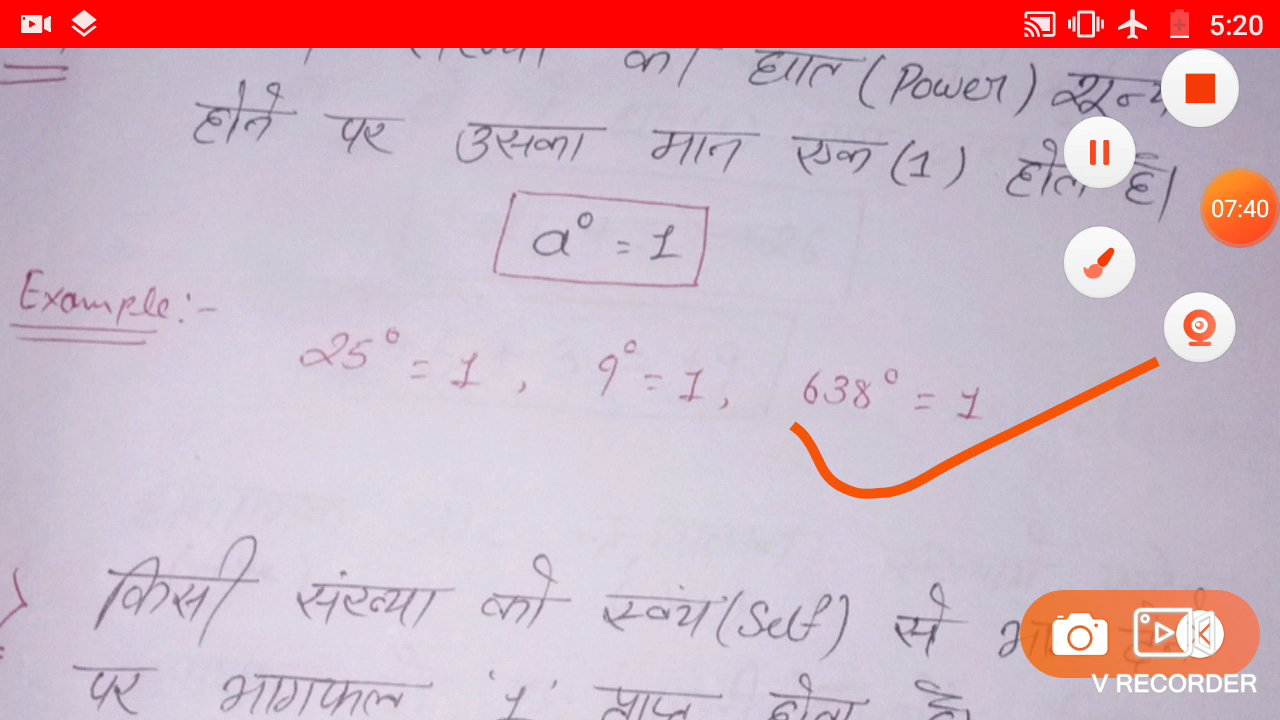 5:20
की घात (Power) शून्य
होने पर उसका मान एक (1) होता है।
07:40
a° = 1
Example:-
25° = 1 , 9° = 1, 638° = 1
किसी संख्या को स्वंय (Self) से
पर भागफल '1' प्राप्त होता है।
V RECORDER